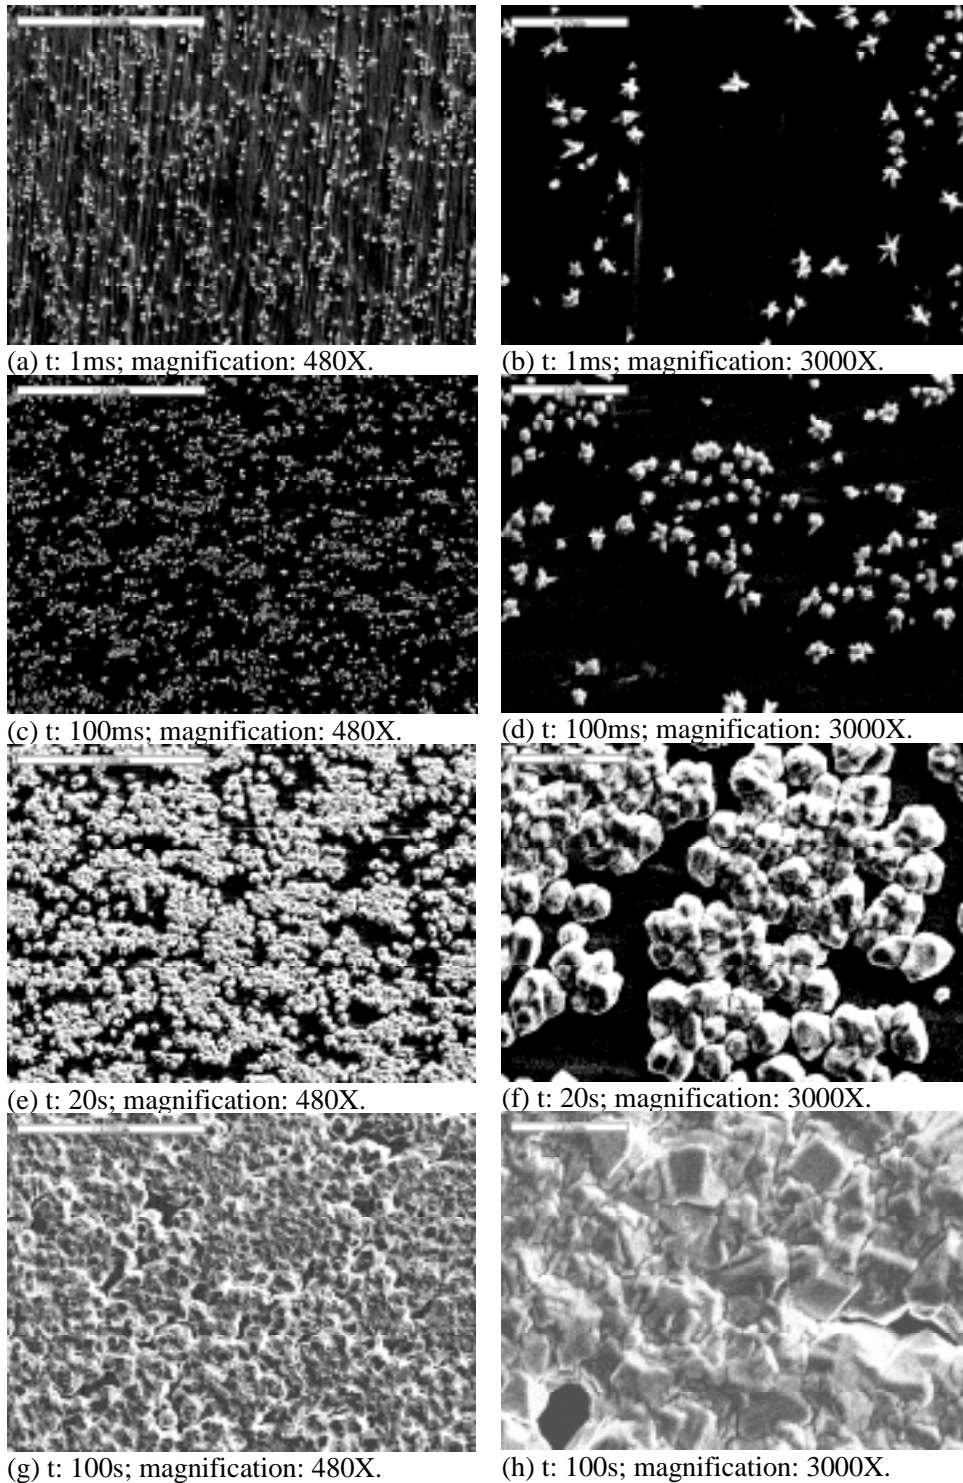 (a) t: 1ms; magnification: 480X.
(b) t: 1ms; magnification: 3000X.
(c) t: 100ms; magnification: 480X.
(d) t: 100ms; magnification: 3000X.
(e) t: 20s; magnification: 480X.
(f) t: 20s; magnification: 3000X.
(g) t: 100s; magnification: 480X.
(h) t: 100s; magnification: 3000X.